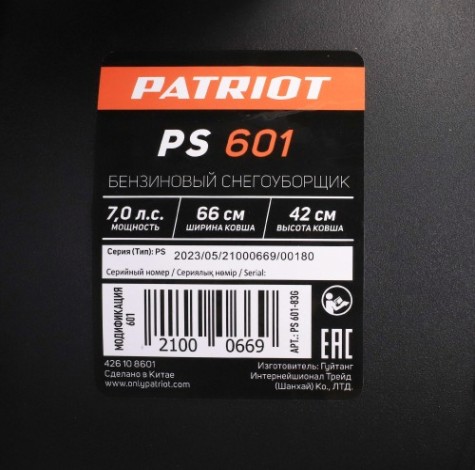 PATRIOT
PS 601
БЕНЗИНОВЫЙ СНЕГОУБОРЩИК
7,0 л.с. 66 см 42 см
МОЩНОСТЬ ШИРИНА КОВША ВЫСОТА КОВША
Серия (Тип): PS 2023/05/21000669/00180
Серийный номер / Сериялық нөмір / Serial:
МОДИФИКАЦИЯ
601
2100 0669
АРТ.: PS 601-83G
EAC
426 10 8601
Сделано в Китае
www.onlypatriot.com
Изготовитель: Гуйтанг
Интернейшионал Трейд
(Шанхай) Ко., ЛТД.